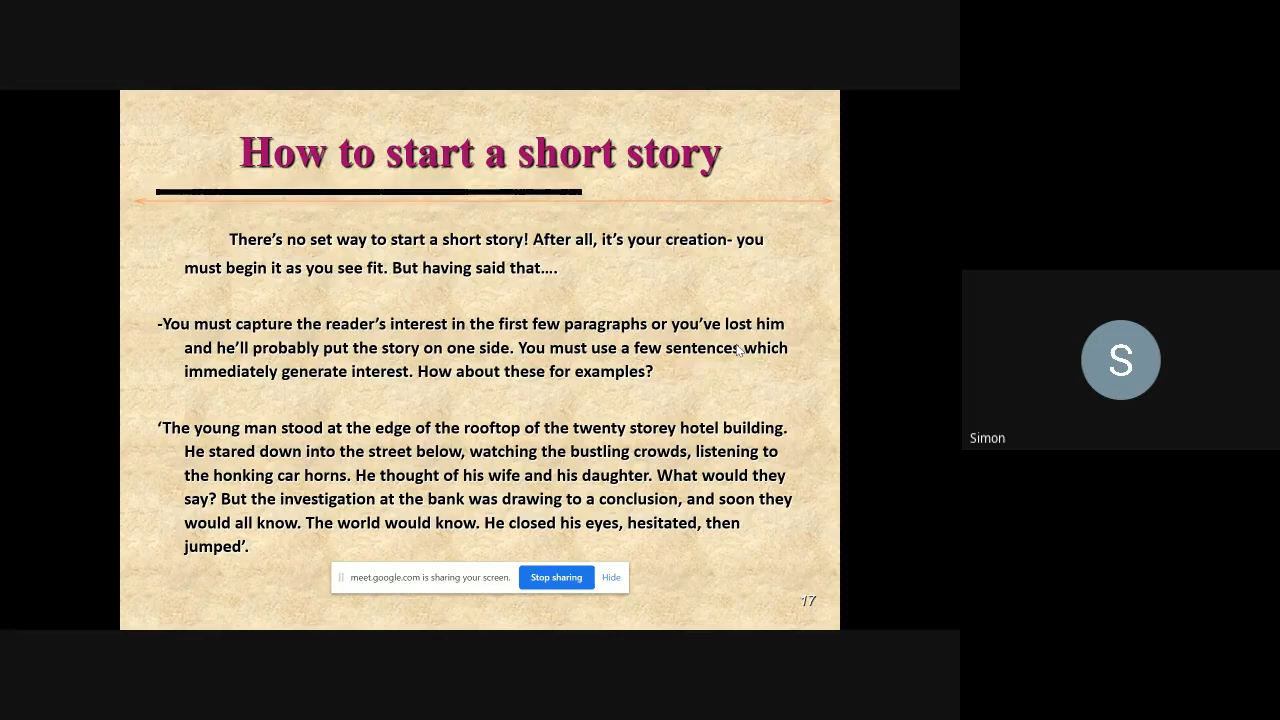 How to start a short story
There’s no set way to start a short story! After all, it’s your creation- you
must begin it as you see fit. But having said that….
-You must capture the reader’s interest in the first few paragraphs or you’ve lost him
and he’ll probably put the story on one side. You must use a few sentences which
immediately generate interest. How about these for examples?
‘The young man stood at the edge of the rooftop of the twenty storey hotel building.
He stared down into the street below, watching the bustling crowds, listening to
the honking car horns. He thought of his wife and his daughter. What would they
say? But the investigation at the bank was drawing to a conclusion, and soon they
would all know. The world would know. He closed his eyes, hesitated, then
jumped’.
meet.google.com is sharing your screen. Stop sharing Hide
17
S
Simon